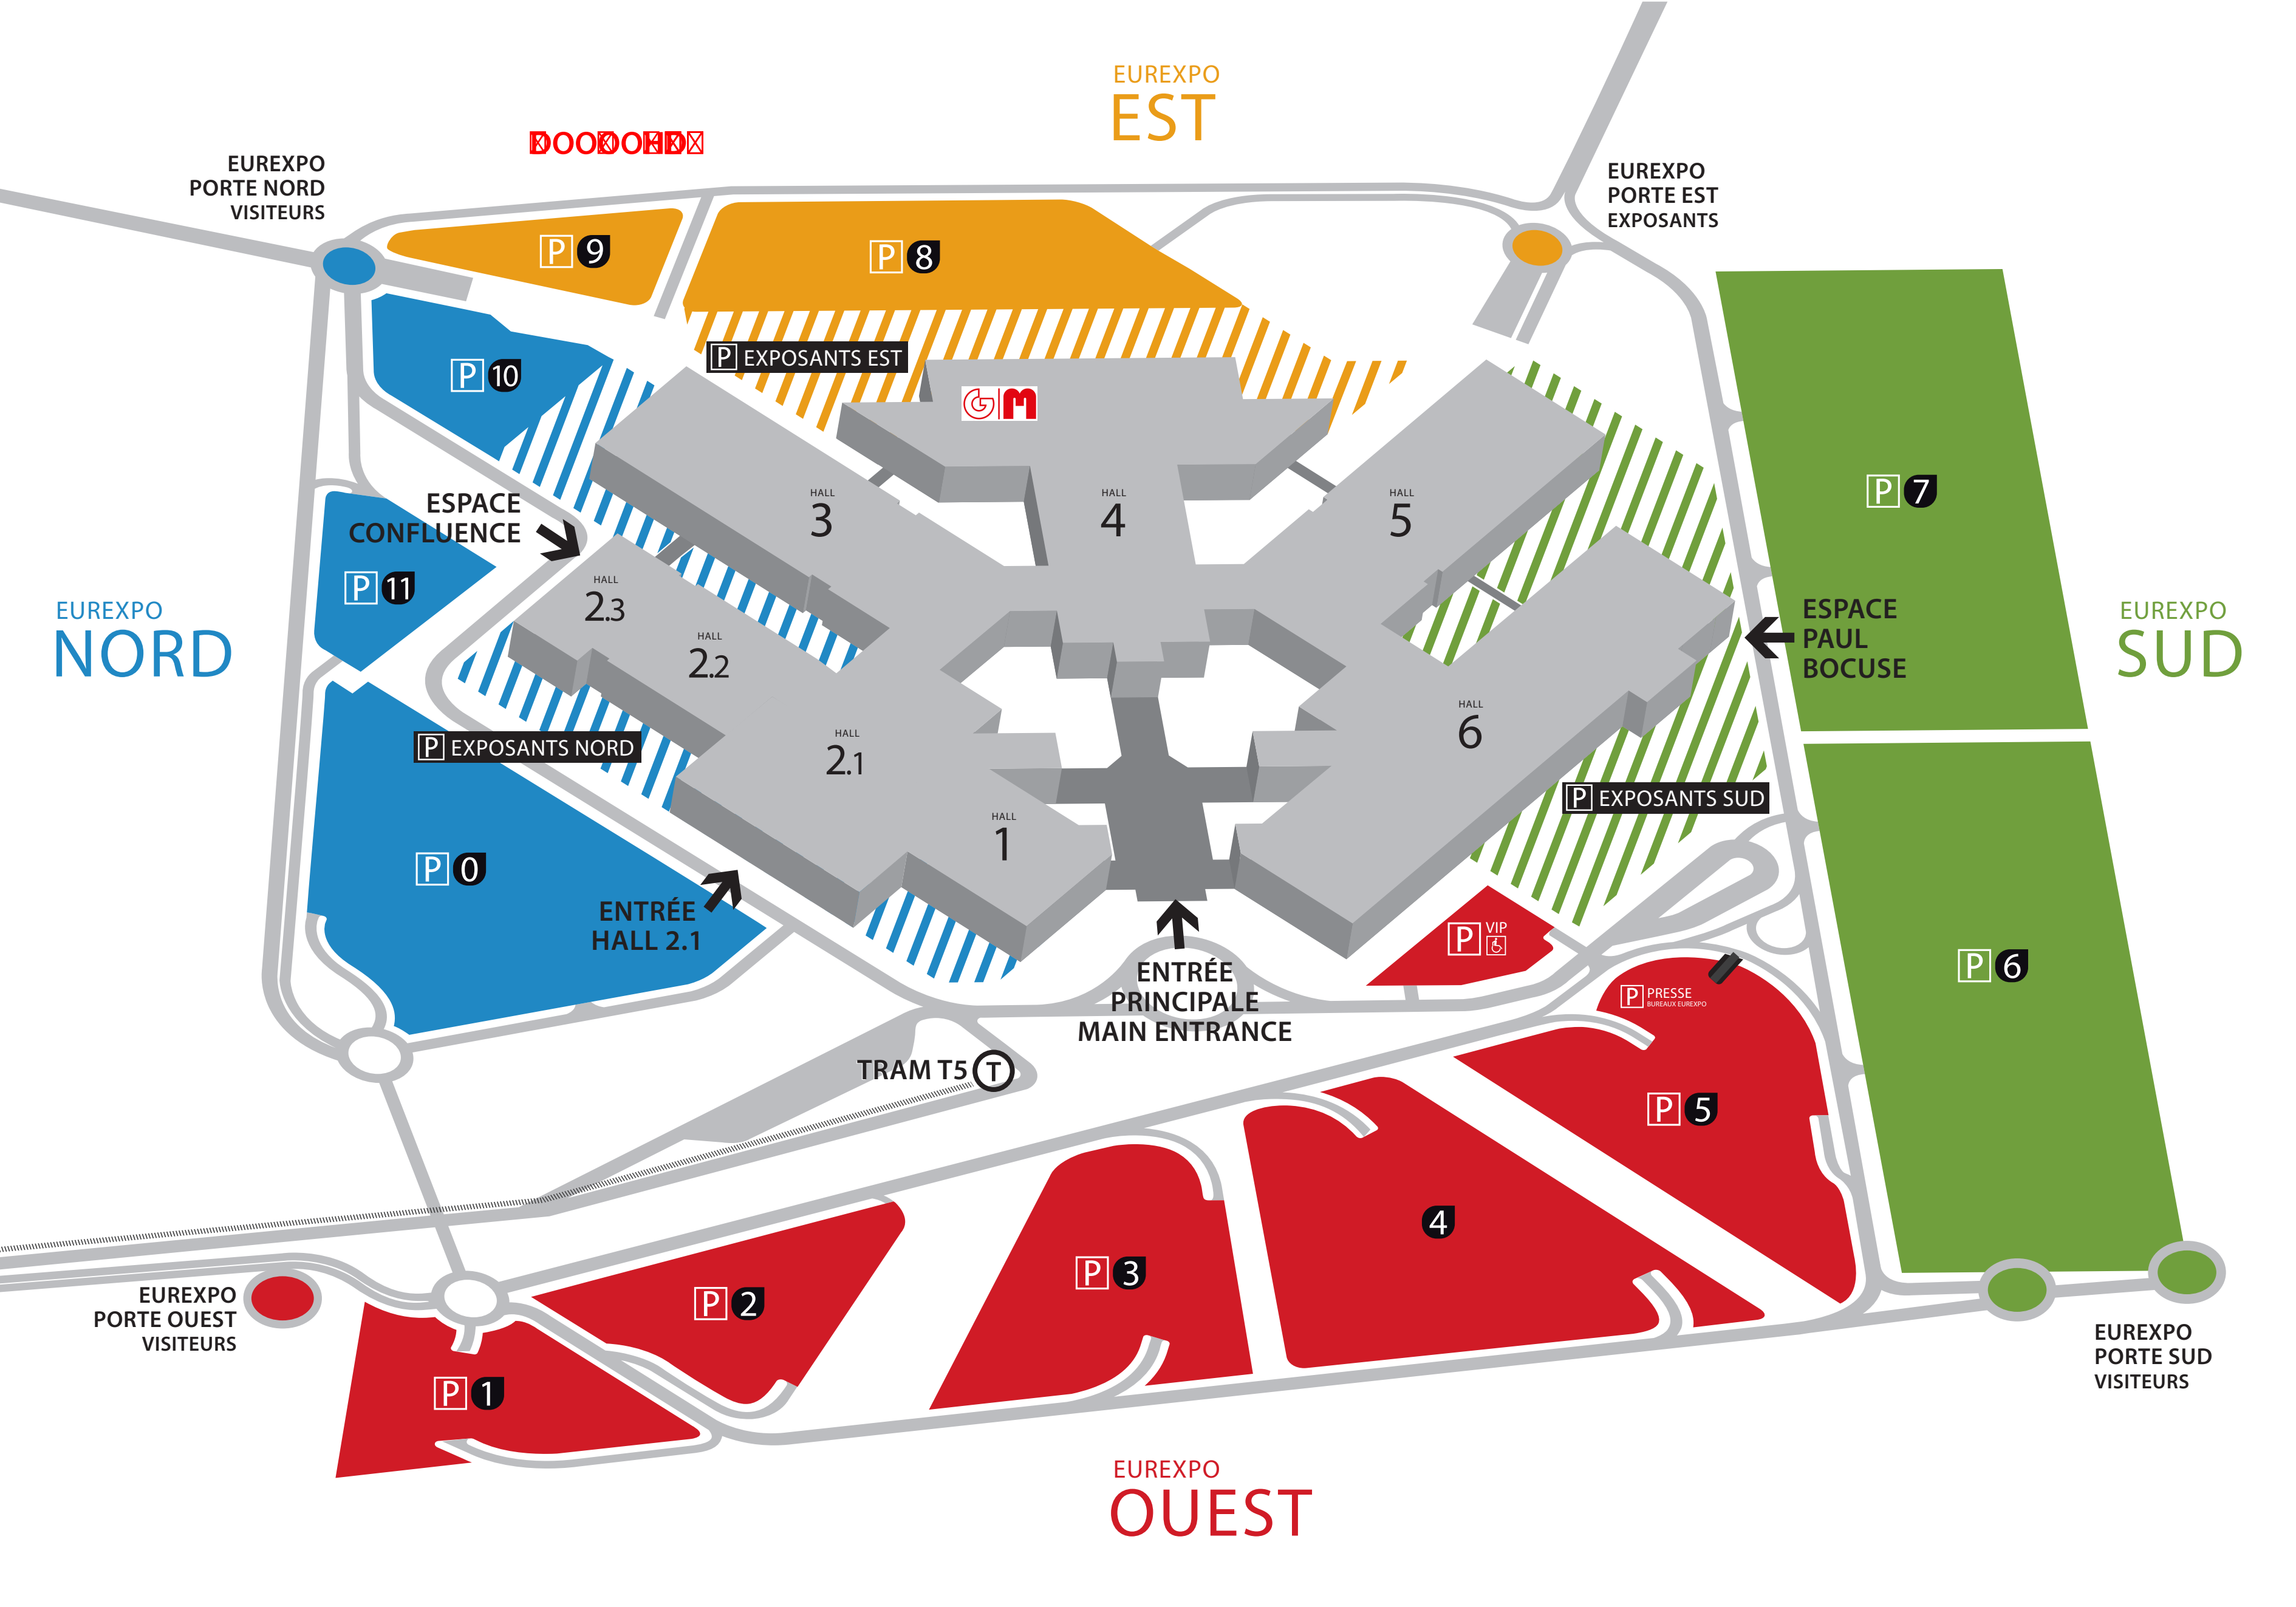 EUREXPO
EST
EUREXPO
PORTE NORD
VISITEURS
EUREXPO
PORTE EST
EXPOSANTS
P 9
P 8
P EXPOSANTS EST
P 10
G M
HALL
3
HALL
4
HALL
5
P 7
ESPACE
CONFLUENCE
P 11
HALL
2.3
HALL
2.2
HALL
2.1
HALL
1
HALL
6
EUREXPO
NORD
ESPACE
PAUL
BOCUSE
EUREXPO
SUD
P EXPOSANTS NORD
P EXPOSANTS SUD
P 0
ENTRÉE
HALL 2.1
P VIP
P 6
ENTRÉE
PRINCIPALE
MAIN ENTRANCE
P PRESSE
BUREAUX EUREXPO
TRAM T5 T
P 5
4
P 3
P 2
P 1
EUREXPO
PORTE OUEST
VISITEURS
EUREXPO
PORTE SUD
VISITEURS
EUREXPO
OUEST